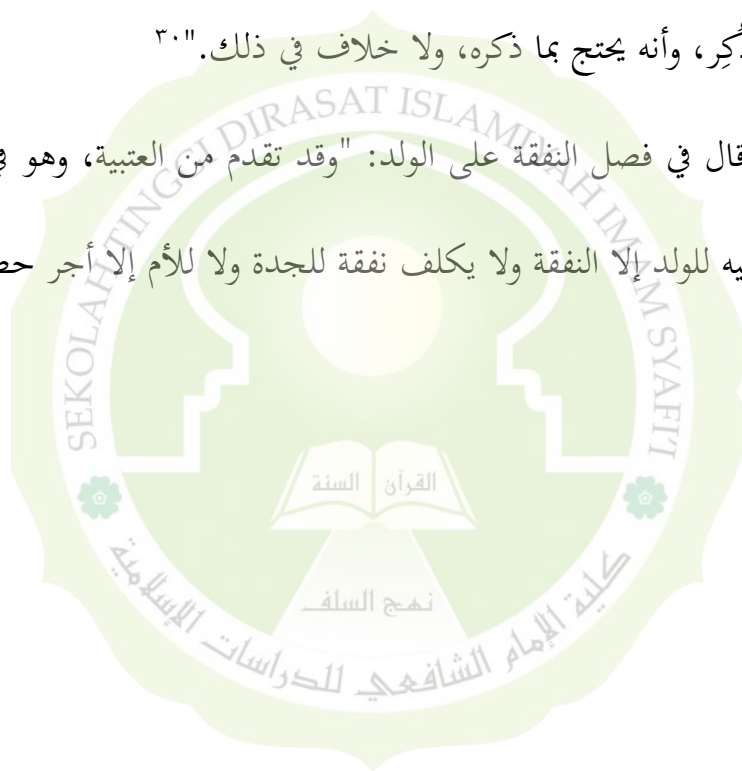 ذُكِر، وأنه يحتج بما ذكره، ولا خلاف في ذلك."٣٠
قال في فصل النفقة على الولد: "وقد تقدم من العتبية، وهو
للولد إلا النفقة ولا يكلف نفقة للجدة ولا للأم إلا أجر
SEKOLAH TINGGI DIRASAT ISLAMIYAH IMAM SYAFI'I
القرآن السنة
نهج السلف
كلية الإمام الشافعي للدراسات الإسلامية